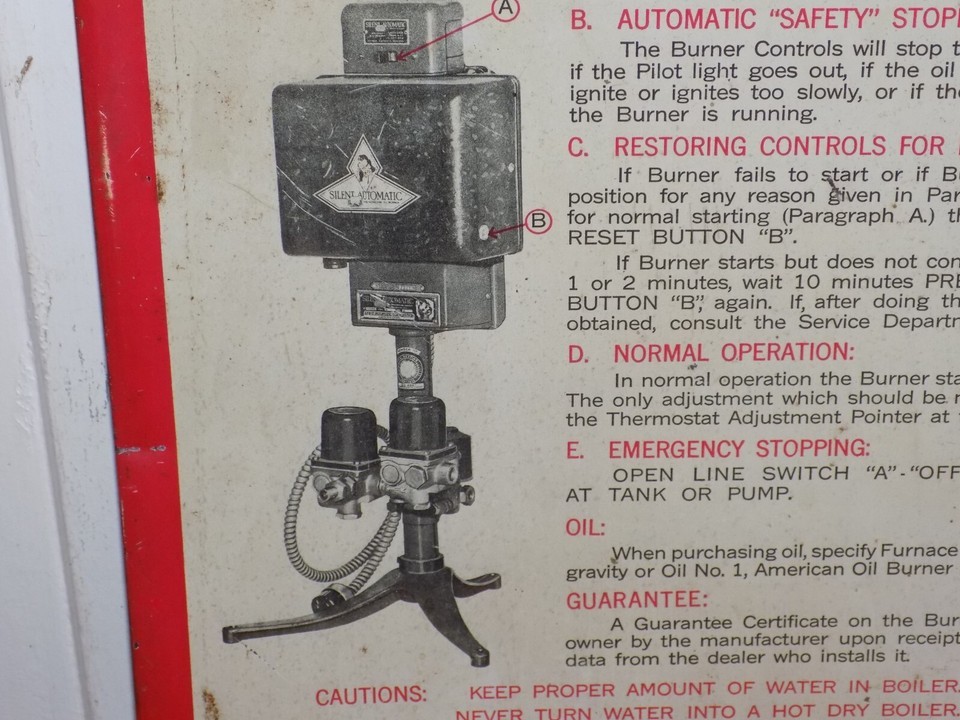 A
SILENT AUTOMATIC
SILENT AUTOMATIC
B
SILENT AUTOMATIC
B. AUTOMATIC “SAFETY” STOP
The Burner Controls will stop t
if the Pilot light goes out, if the oil
ignite or ignites too slowly, or if the
the Burner is running.
C. RESTORING CONTROLS FOR
If Burner fails to start or if Bu
position for any reason given in Par
for normal starting (Paragraph A.) th
RESET BUTTON “B”.
If Burner starts but does not con
1 or 2 minutes, wait 10 minutes PRE
BUTTON “B”, again. If, after doing th
obtained, consult the Service Departm
D. NORMAL OPERATION:
In normal operation the Burner sta
The only adjustment which should be
the Thermostat Adjustment Pointer at
E. EMERGENCY STOPPING:
OPEN LINE SWITCH “A”-“OFF
AT TANK OR PUMP.
OIL:
When purchasing oil, specify Furnace
gravity or Oil No. 1, American Oil Burner
GUARANTEE:
A Guarantee Certificate on the Bur
owner by the manufacturer upon receipt
data from the dealer who installs it.
CAUTIONS: KEEP PROPER AMOUNT OF WATER IN BOILER.
NEVER TURN WATER INTO A HOT DRY BOILER.